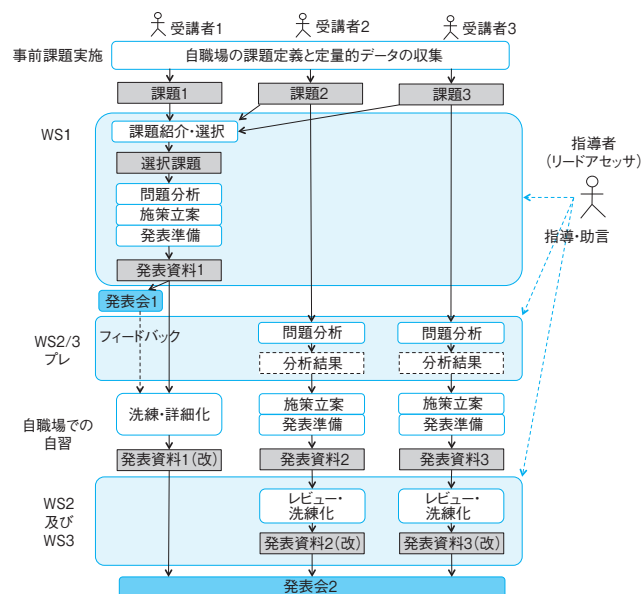 受講者1
受講者2
受講者3
事前課題実施
自職場の課題定義と定量的データの収集
課題1
課題2
課題3
WS1
課題紹介・選択
選択課題
問題分析
施策立案
発表準備
発表資料1
発表会1
指導者
(リードアセッサ)
指導・助言
フィードバック
WS2/3
プレ
問題分析
問題分析
分析結果
分析結果
自職場での
自習
洗練・詳細化
施策立案
発表準備
施策立案
発表準備
発表資料1(改)
発表資料2
発表資料3
WS2
及び
WS3
レビュー・
洗練化
レビュー・
洗練化
発表資料2(改)
発表資料3(改)
発表会2